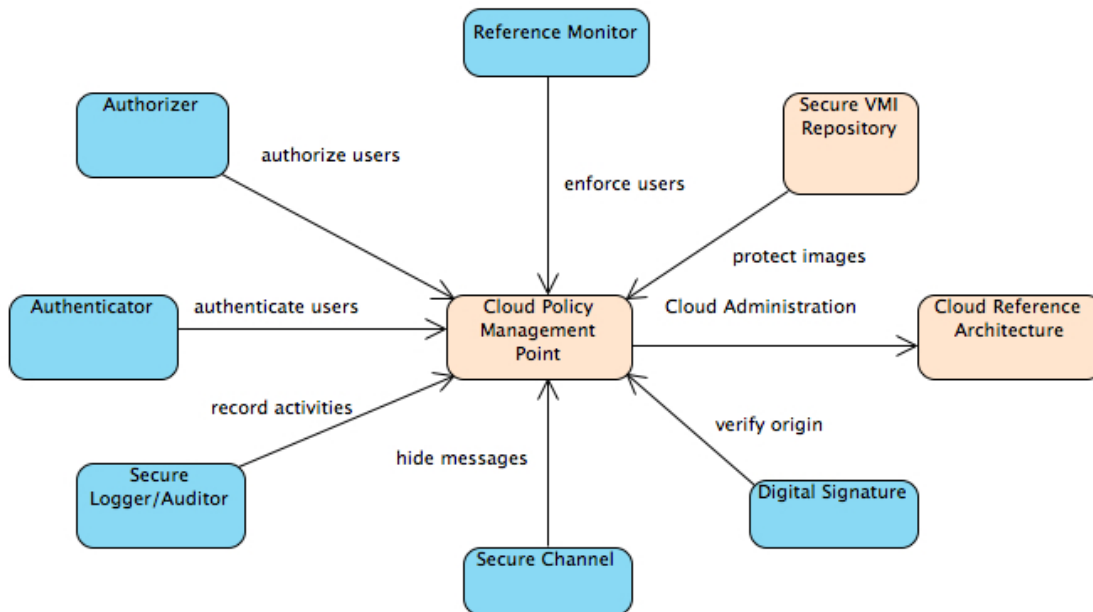 Reference Monitor
Authorizer
Secure VMI
Repository
authorize users
enforce users
protect images
Authenticator
authenticate users
Cloud Policy
Management
Point
Cloud Administration
Cloud Reference
Architecture
record activities
verify origin
hide messages
Secure
Logger/Auditor
Digital Signature
Secure Channel